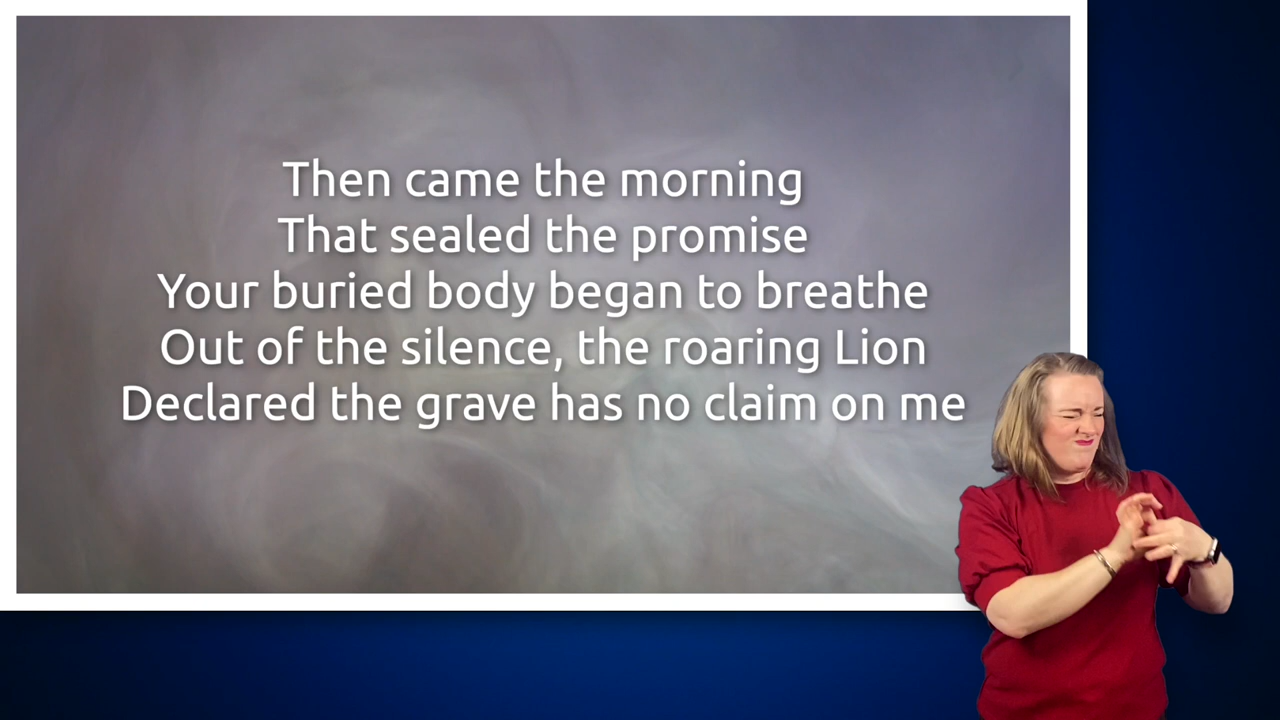 Then came the morning
That sealed the promise
Your buried body began to breathe
Out of the silence, the roaring Lion
Declared the grave has no claim on me